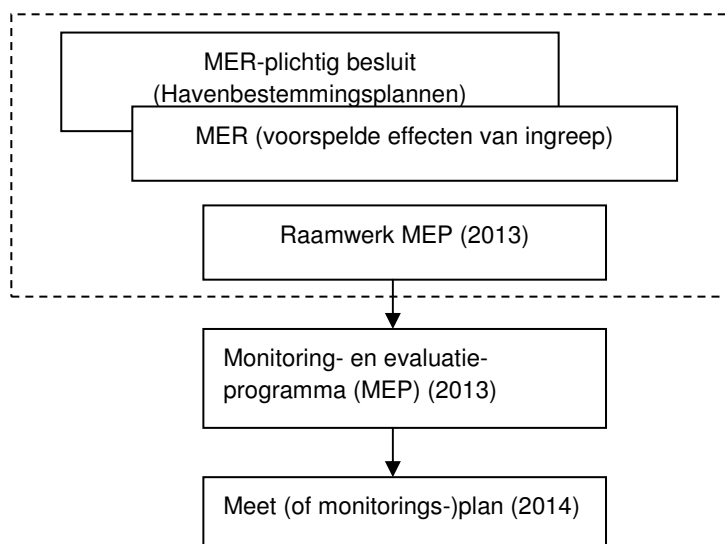 MER-plichtig besluit
(Havenbestemmingsplannen)
MER (voorspelde effecten van ingreep)
Raamwerk MEP (2013)
Monitoring- en evaluatie-
programma (MEP) (2013)
Meet (of monitorings-)plan (2014)